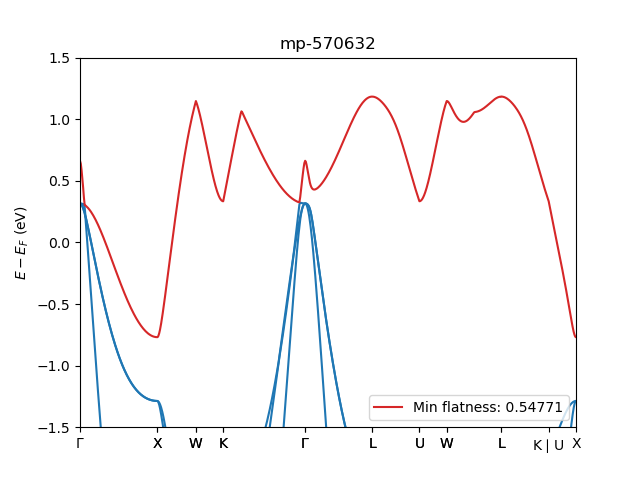 mp-570632
1.5
1.0
0.5
0.0
−0.5
−1.0
−1.5
E − E_F (eV)
Min flatness: 0.54771
Γ X W K Γ L U W L K | U X